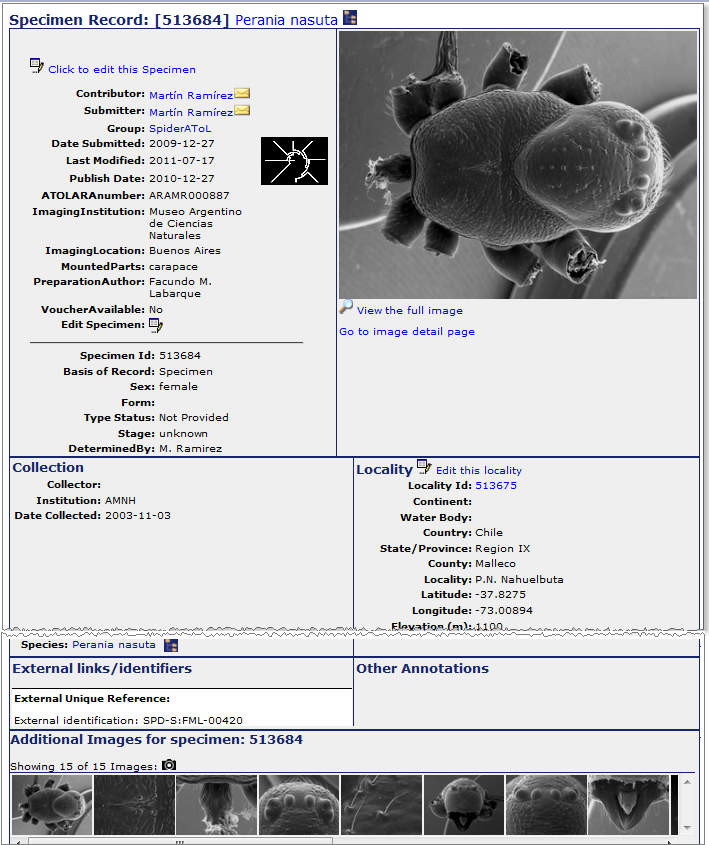 Specimen Record: [513684] Perania nasuta
Click to edit this Specimen
Contributor: Martín Ramírez
Submitter: Martín Ramírez
Group: SpiderAToL
Date Submitted: 2009-12-27
Last Modified: 2011-07-17
Publish Date: 2010-12-27
ATOLARAnumber: ARAMR000887
ImagingInstitution: Museo Argentino
de Ciencias
Naturales
ImagingLocation: Buenos Aires
MountedParts: carapace
PreparationAuthor: Facundo M.
Labarque
VoucherAvailable: No
Edit Specimen:
Specimen Id: 513684
Basis of Record: Specimen
Sex: female
Form:
Type Status: Not Provided
Stage: unknown
DeterminedBy: M. Ramirez
View the full image
Go to image detail page
Collection
Collector:
Institution: AMNH
Date Collected: 2003-11-03
Locality Edit this locality
Locality Id: 513675
Continent:
Water Body:
Country: Chile
State/Province: Region IX
County: Malleco
Locality: P.N. Nahuelbuta
Latitude: -37.8275
Longitude: -73.00894
Elevation (m): 1100
Species: Perania nasuta
External links/identifiers
External Unique Reference:
External identification: SPD-S:FML-00420
Other Annotations
Additional Images for specimen: 513684
Showing 15 of 15 Images: